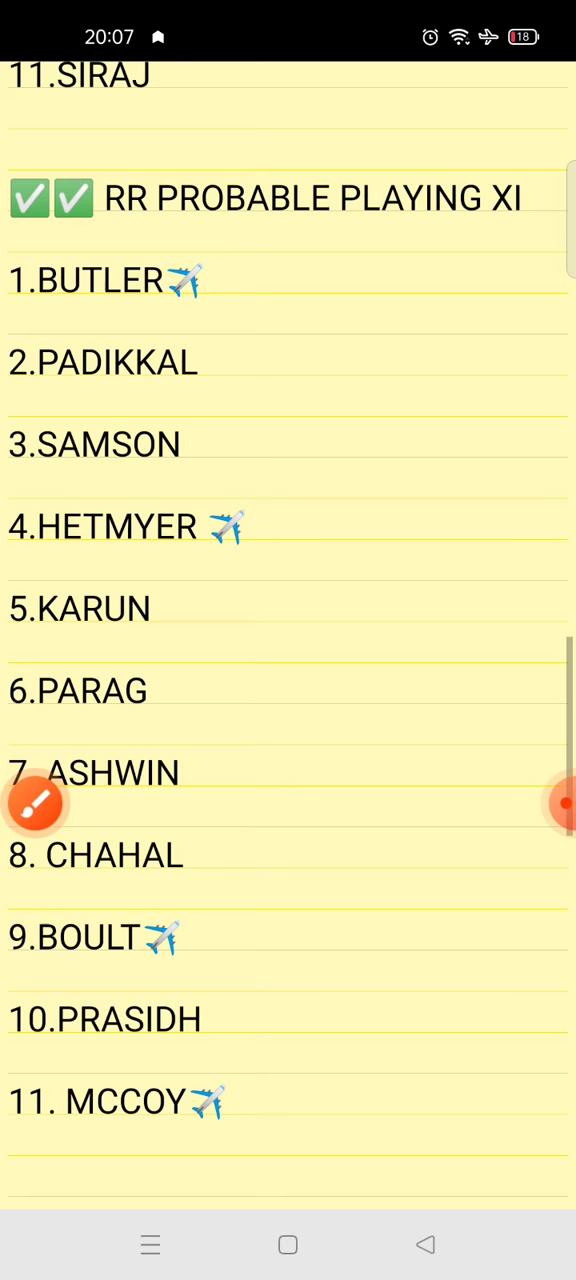 20:07 18
11.SIRAJ
✅✅ RR PROBABLE PLAYING XI
1.BUTLER✈️
2.PADIKKAL
3.SAMSON
4.HETMYER ✈️
5.KARUN
6.PARAG
7. ASHWIN
8. CHAHAL
9.BOULT✈️
10.PRASIDH
11. MCCOY✈️